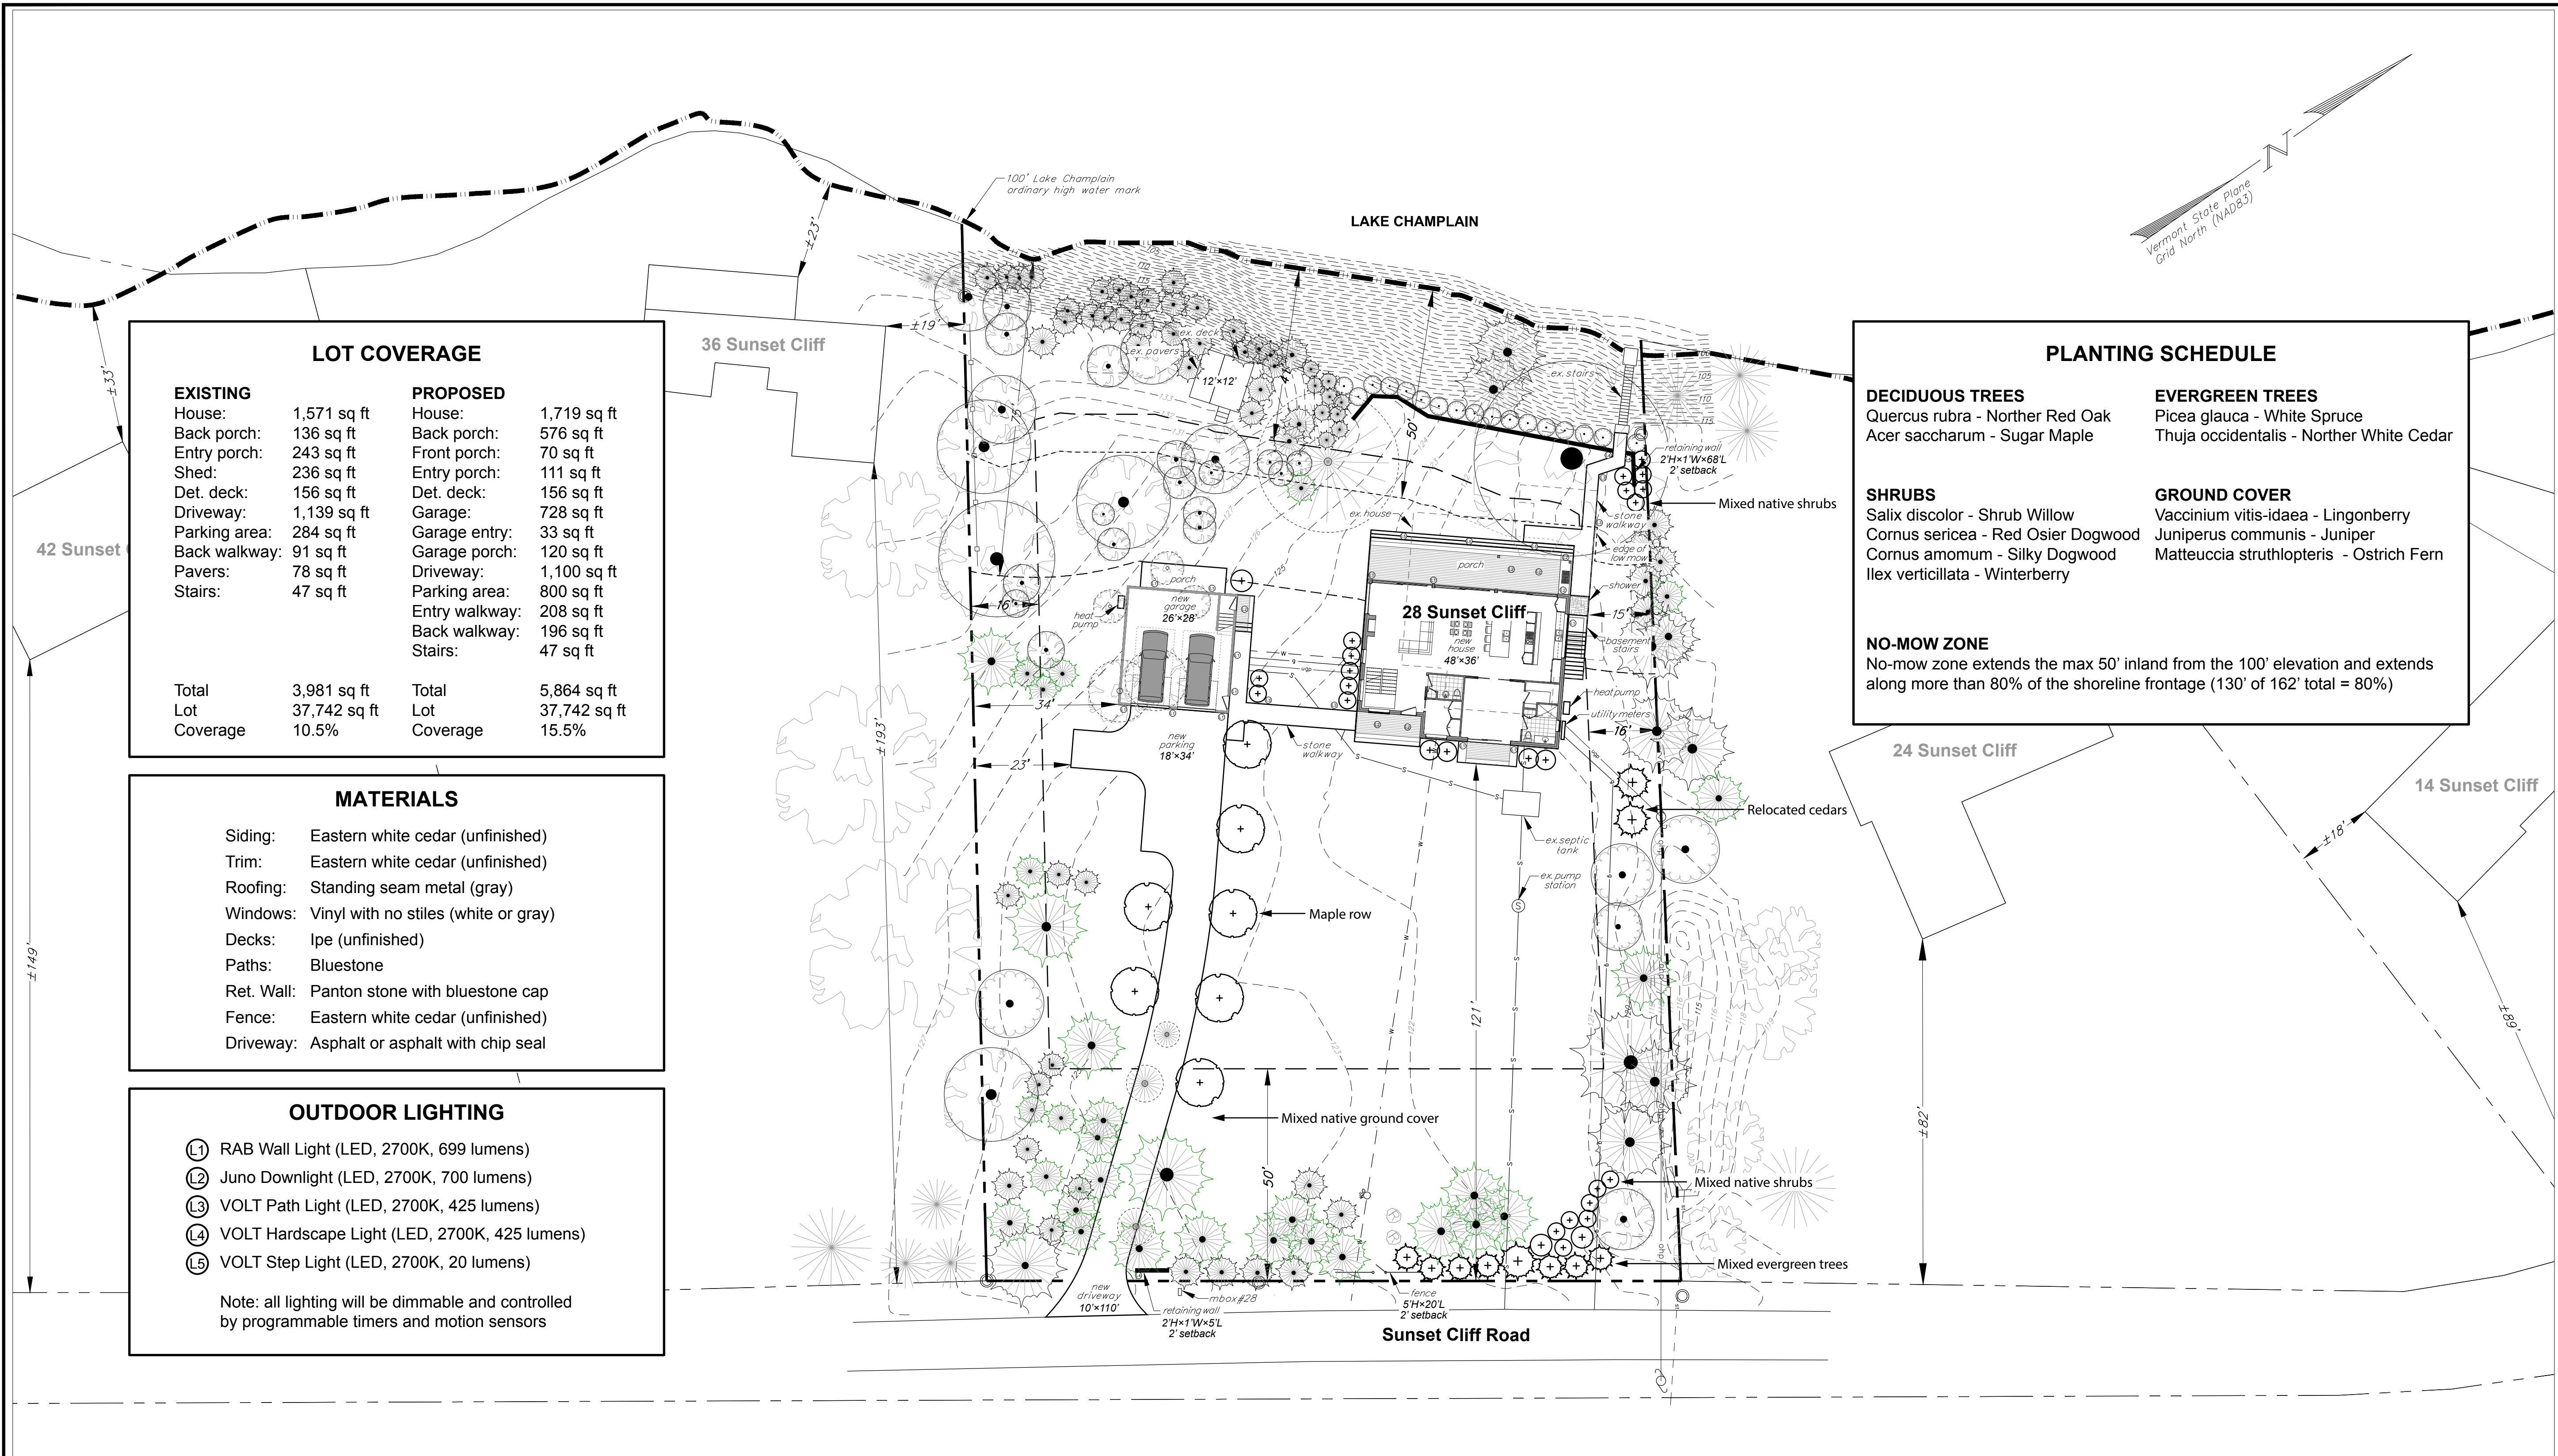 100' Lake Champlain
ordinary high water mark
LAKE CHAMPLAIN
N
Vermont State Plane
Grid North (NAD83)
±23'
±33'
±19'
36 Sunset Cliff
42 Sunset
LOT COVERAGE
EXISTING
House: 1,571 sq ft
Back porch: 136 sq ft
Entry porch: 243 sq ft
Shed: 236 sq ft
Det. deck: 156 sq ft
Driveway: 1,139 sq ft
Parking area: 284 sq ft
Back walkway: 91 sq ft
Pavers: 78 sq ft
Stairs: 47 sq ft
Total 3,981 sq ft
Lot 37,742 sq ft
Coverage 10.5%
PROPOSED
House: 1,719 sq ft
Back porch: 576 sq ft
Front porch: 70 sq ft
Entry porch: 111 sq ft
Det. deck: 156 sq ft
Garage: 728 sq ft
Garage entry: 33 sq ft
Garage porch: 120 sq ft
Driveway: 1,100 sq ft
Parking area: 800 sq ft
Entry walkway: 208 sq ft
Back walkway: 196 sq ft
Stairs: 47 sq ft
Total 5,864 sq ft
Lot 37,742 sq ft
Coverage 15.5%
MATERIALS
Siding: Eastern white cedar (unfinished)
Trim: Eastern white cedar (unfinished)
Roofing: Standing seam metal (gray)
Windows: Vinyl with no stiles (white or gray)
Decks: Ipe (unfinished)
Paths: Bluestone
Ret. Wall: Panton stone with bluestone cap
Fence: Eastern white cedar (unfinished)
Driveway: Asphalt or asphalt with chip seal
OUTDOOR LIGHTING
L1 RAB Wall Light (LED, 2700K, 699 lumens)
L2 Juno Downlight (LED, 2700K, 700 lumens)
L3 VOLT Path Light (LED, 2700K, 425 lumens)
L4 VOLT Hardscape Light (LED, 2700K, 425 lumens)
L5 VOLT Step Light (LED, 2700K, 20 lumens)
Note: all lighting will be dimmable and controlled
by programmable timers and motion sensors
±149'
±193'
ex. deck
ex. pavers
12'×12'
75'
50'
ex. stairs
retaining wall
2'H×1'W×68'L
2' setback
Mixed native shrubs
stone
walkway
edge of
low mow
ex. house
porch
shower
28 Sunset Cliff
new
house
48'×36'
15'
basement
stairs
heat pump
utility meters
16'
porch
new
garage
26'×28'
heat
pump
16'
34'
23'
new
parking
18'×34'
stone
walkway
Relocated cedars
ex. septic
tank
ex. pump
station
S
Maple row
121'
Mixed native ground cover
50'
Mixed native shrubs
Mixed evergreen trees
new
driveway
10'×110'
mbox#28
retaining wall
2'H×1'W×5'L
2' setback
fence
5'H×20'L
2' setback
Sunset Cliff Road
PLANTING SCHEDULE
DECIDUOUS TREES
Quercus rubra - Norther Red Oak
Acer saccharum - Sugar Maple
EVERGREEN TREES
Picea glauca - White Spruce
Thuja occidentalis - Norther White Cedar
SHRUBS
Salix discolor - Shrub Willow
Cornus sericea - Red Osier Dogwood
Cornus amomum - Silky Dogwood
Ilex verticillata - Winterberry
GROUND COVER
Vaccinium vitis-idaea - Lingonberry
Juniperus communis - Juniper
Matteuccia struthlopteris - Ostrich Fern
NO-MOW ZONE
No-mow zone extends the max 50' inland from the 100' elevation and extends
along more than 80% of the shoreline frontage (130' of 162' total = 80%)
24 Sunset Cliff
14 Sunset Cliff
±18'
±82'
±89'